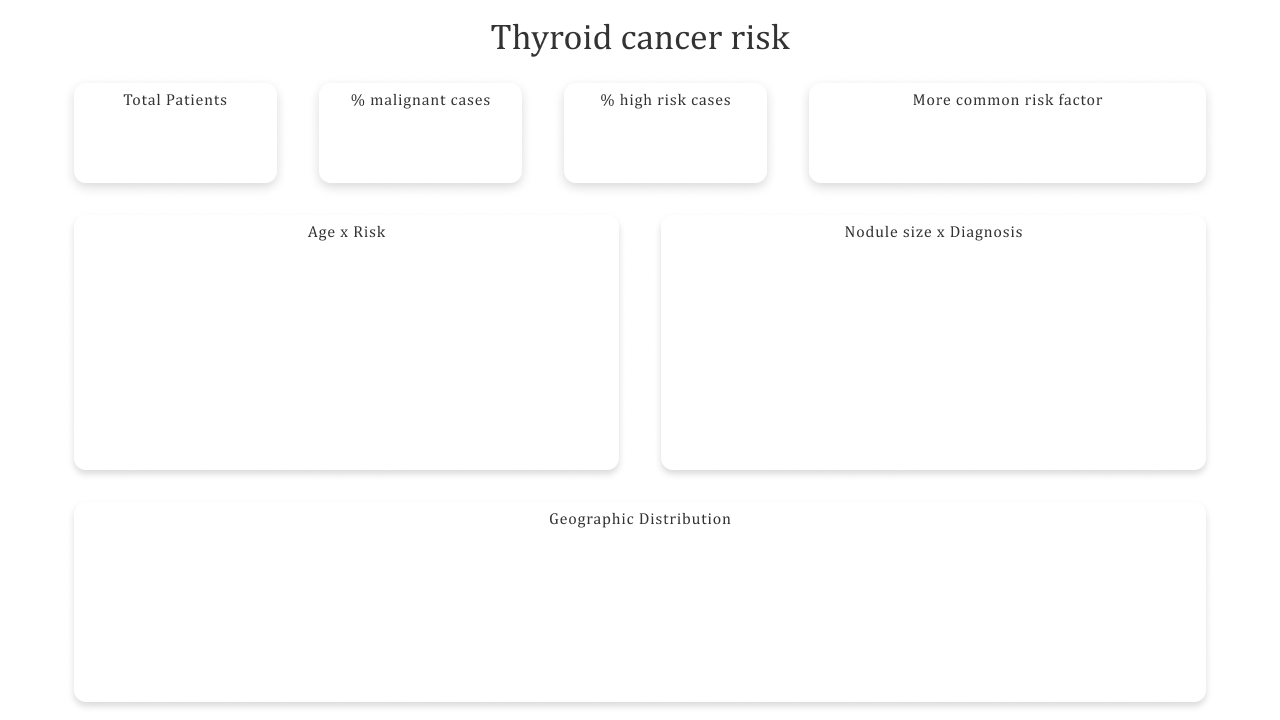 Thyroid cancer risk
Total Patients
% malignant cases
% high risk cases
More common risk factor
Age x Risk
Nodule size x Diagnosis
Geographic Distribution